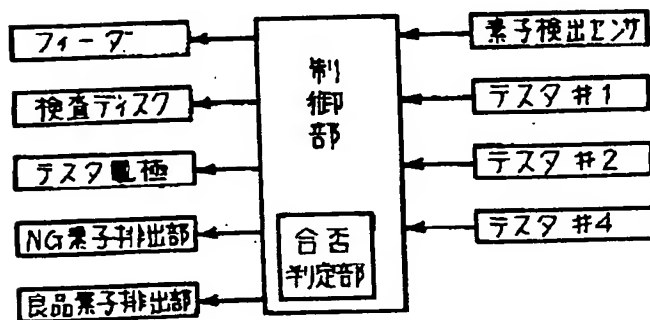 フィーダ
検査ディスク
テスタ電極
NG素子排出部
良品素子排出部
制
御
部
合否
判定部
素子検出センサ
テスタ #1
テスタ #2
テスタ #4